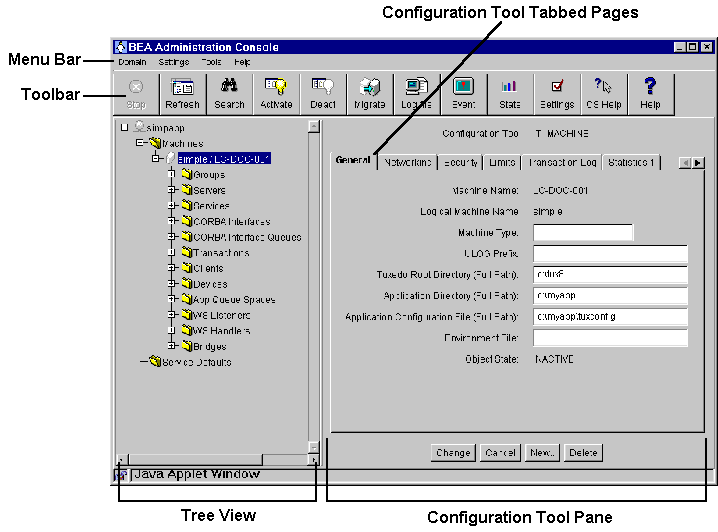 Configuration Tool Tabbed Pages
BEA Administration Console
Menu Bar
Domain Settings Tools Help
Toolbar
Stop Refresh Search Activate Deact Migrate Log file Event Stats Settings CS Help Help
simpapp
Machines
simple / LC-DOC-001
Groups
Servers
Services
CORBA Interfaces
CORBA Interface Queues
Transactions
Clients
Devices
App Queue Spaces
WS Listeners
WS Handlers
Bridges
Service Defaults
Configuration Tool T_MACHINE
General Networking Security Limits Transaction Log Statistics 1
Machine Name: LC-DOC-001
Logical Machine Name simple
Machine Type:
ULOG Prefix:
Tuxedo Root Directory (Full Path):
Application Directory (Full Path): c:\myapp
Application Configuration File (Full Path): c:\myapp\tuxconfig
Environment File:
Object State: INACTIVE
Change Cancel New... Delete
Java Applet Window
Tree View
Configuration Tool Pane